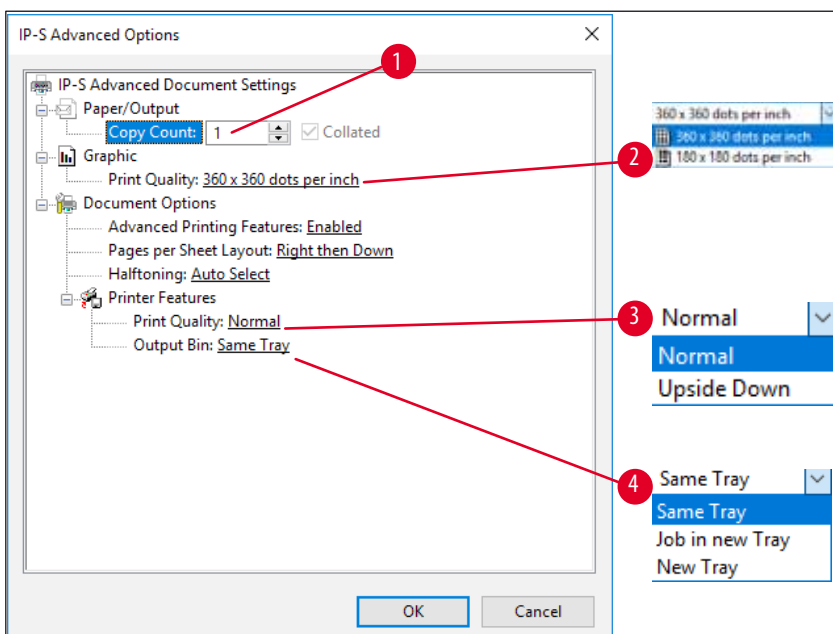 IP-S Advanced Options
1
IP-S Advanced Document Settings
Paper/Output
Copy Count: 1 Collated
Graphic
Print Quality: 360 x 360 dots per inch
Document Options
Advanced Printing Features: Enabled
Pages per Sheet Layout: Right then Down
Halftoning: Auto Select
Printer Features
Print Quality: Normal
Output Bin: Same Tray
OK Cancel
2
360 x 360 dots per inch
360 x 360 dots per inch
180 x 180 dots per inch
3
Normal
Normal
Upside Down
4
Same Tray
Same Tray
Job in new Tray
New Tray